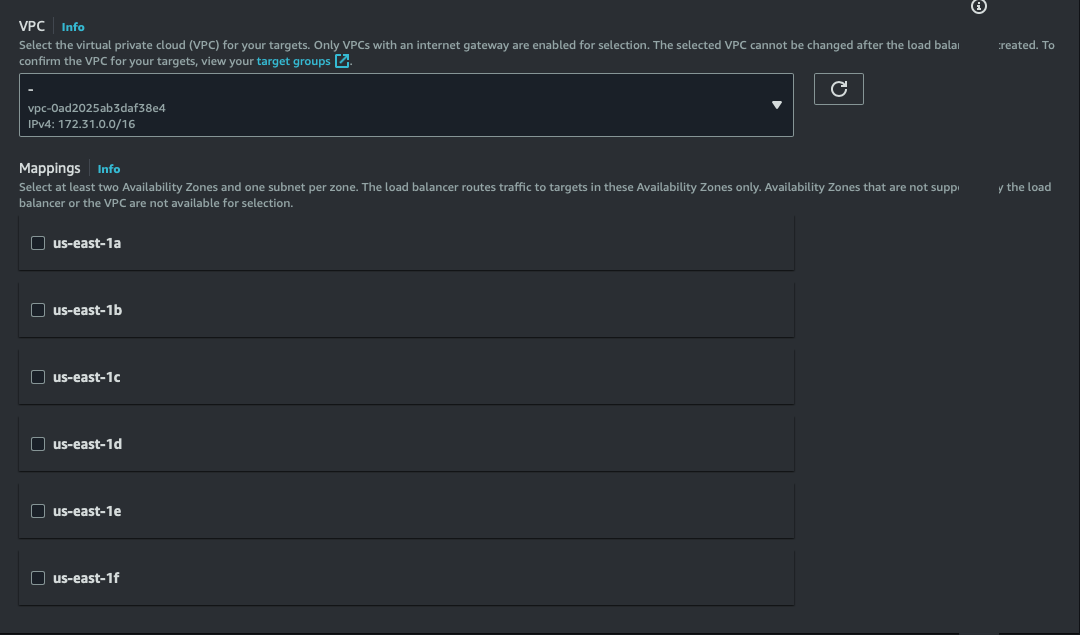 VPC Info
Select the virtual private cloud (VPC) for your targets. Only VPCs with an internet gateway are enabled for selection. The selected VPC cannot be changed after the load To
confirm the VPC for your targets, view your target groups.
-
vpc-0ad2025ab3daf38e4
IPv4: 172.31.0.0/16
Mappings Info
Select at least two Availability Zones and one subnet per zone. The load balancer routes traffic to targets in these Availability Zones only. Availability Zones that are not the load
balancer or the VPC are not available for selection.
us-east-1a
us-east-1b
us-east-1c
us-east-1d
us-east-1e
us-east-1f